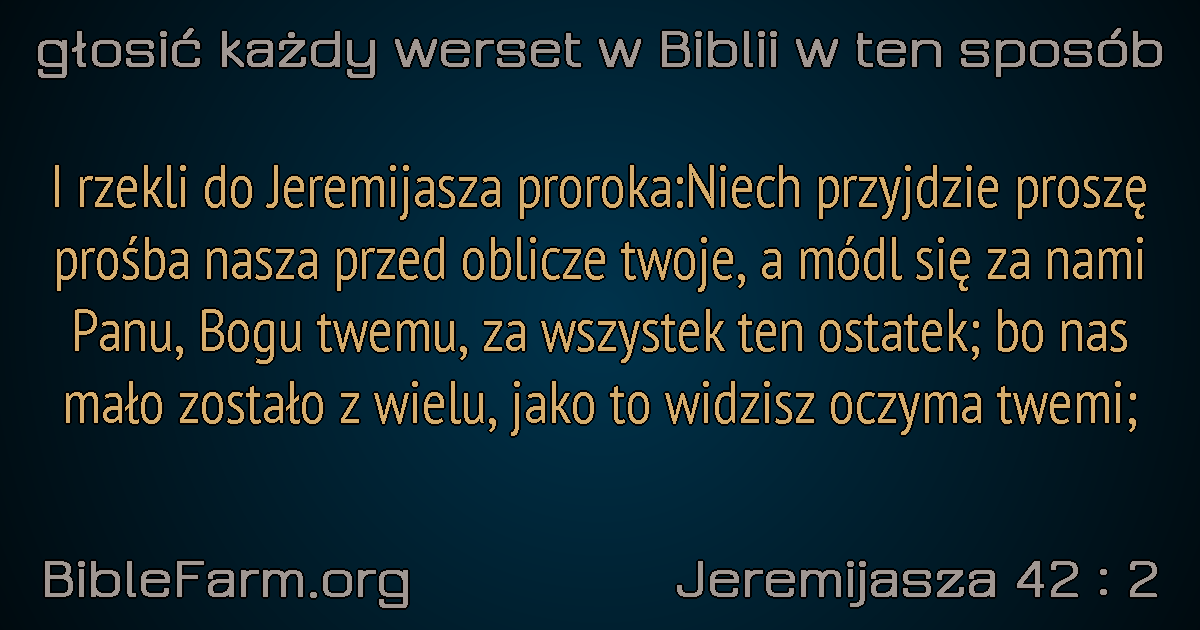 głosić każdy werset w Biblii w ten sposób
I rzekli do Jeremijasza proroka:Niech przyjdzie proszę
prośba nasza przed oblicze twoje, a módl się za nami
Panu, Bogu twemu, za wszystek ten ostatek; bo nas
mało zostało z wielu, jako to widzisz oczyma twemi;
BibleFarm.org
Jeremijasza 42 : 2